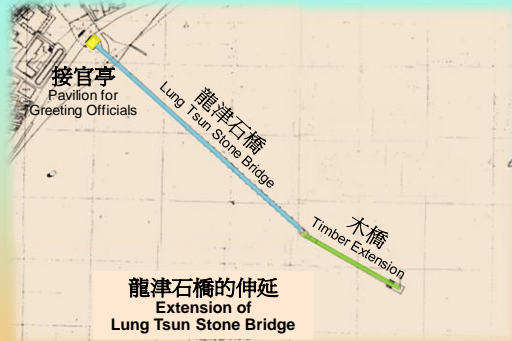 接官亭
Pavilion for
Greeting Officials
龍津石橋
Lung Tsun Stone Bridge
木橋
Timber Extension
龍津石橋的伸延
Extension of
Lung Tsun Stone Bridge